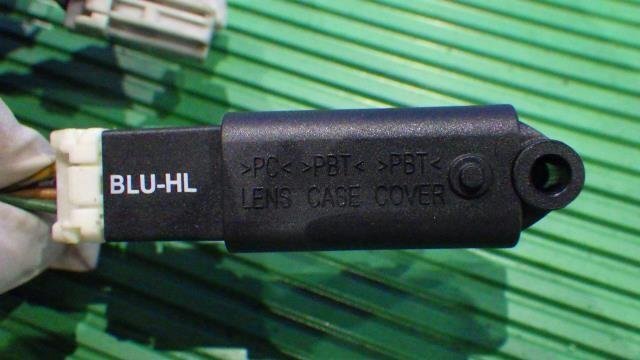 BLU-HL
>PC< >PBT< >PBT<
LENS CASE COVER